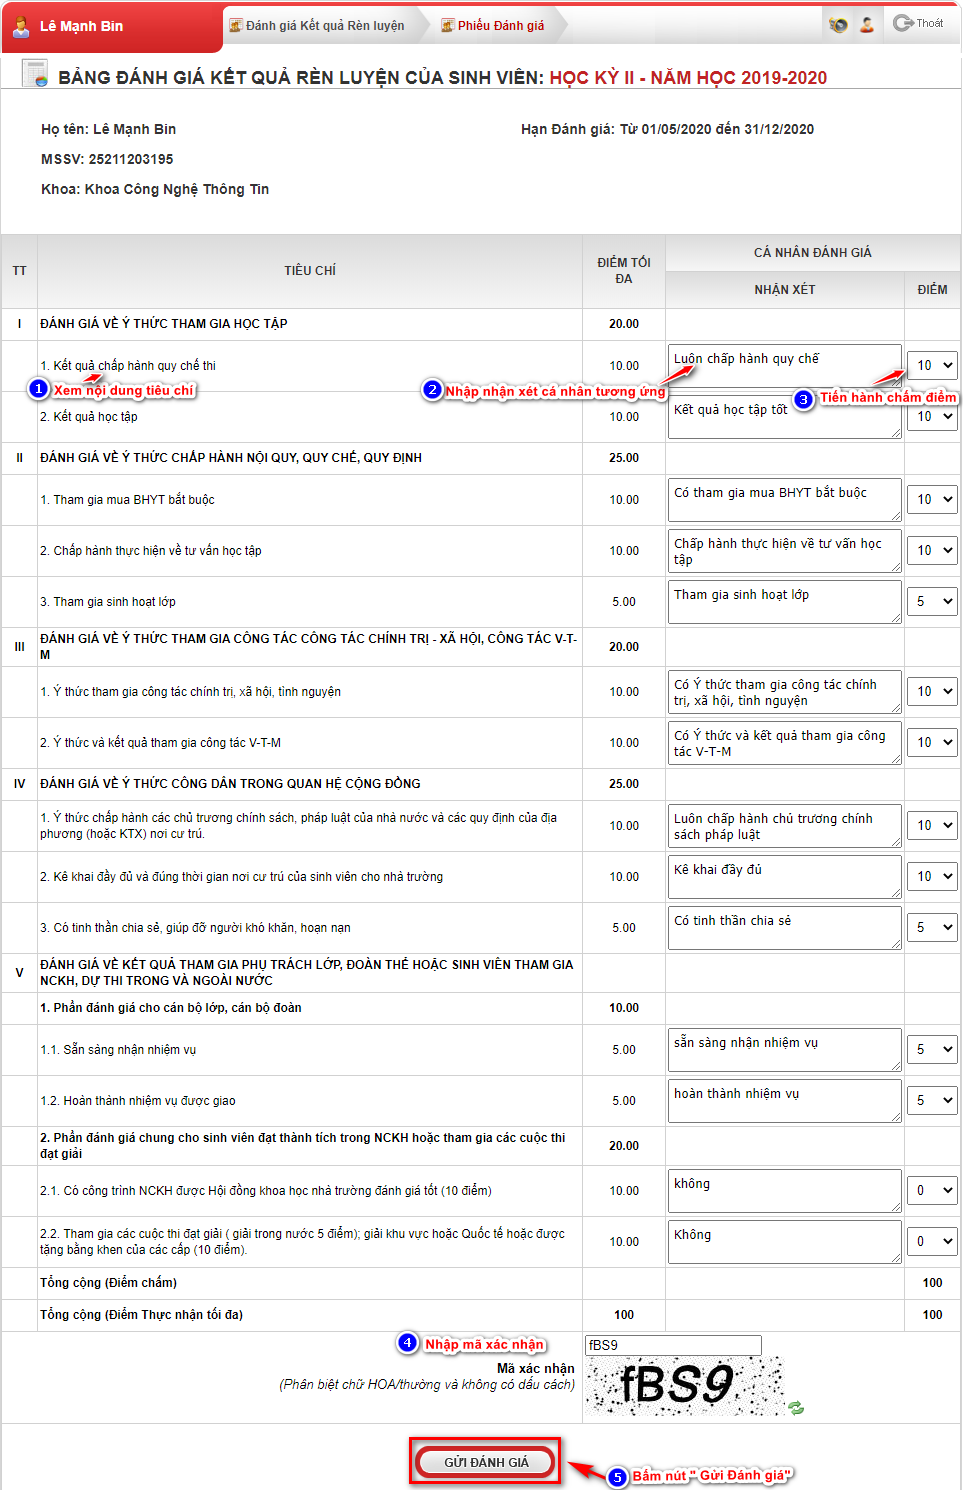 Lê Mạnh Bin
Đánh giá Kết quả Rèn luyện
Phiếu Đánh giá
Thoát
BẢNG ĐÁNH GIÁ KẾT QUẢ RÈN LUYỆN CỦA SINH VIÊN: HỌC KỲ II - NĂM HỌC 2019-2020
Họ tên: Lê Mạnh Bin
Hạn Đánh giá: Từ 01/05/2020 đến 31/12/2020
MSSV: 25211203195
Khoa: Khoa Công Nghệ Thông Tin
TT
TIÊU CHÍ
ĐIỂM TỐI
ĐA
CÁ NHÂN ĐÁNH GIÁ
NHẬN XÉT
ĐIỂM
I
ĐÁNH GIÁ VỀ Ý THỨC THAM GIA HỌC TẬP
20.00
1. Kết quả chấp hành quy chế thi
10.00
Luôn chấp hành quy chế
10
1 Xem nội dung tiêu chí
2 Nhập nhận xét cá nhân tương ứng
3 Tiến hành chấm điểm
2. Kết quả học tập
10.00
Kết quả học tập tốt
10
II
ĐÁNH GIÁ VỀ Ý THỨC CHẤP HÀNH NỘI QUY, QUY CHẾ, QUY ĐỊNH
25.00
1. Tham gia mua BHYT bắt buộc
10.00
Có tham gia mua BHYT bắt buộc
10
2. Chấp hành thực hiện về tư vấn học tập
10.00
Chấp hành thực hiện về tư vấn học
tập
10
3. Tham gia sinh hoạt lớp
5.00
Tham gia sinh hoạt lớp
5
III
ĐÁNH GIÁ VỀ Ý THỨC THAM GIA CÔNG TÁC CÔNG TÁC CHÍNH TRỊ - XÃ HỘI, CÔNG TÁC V-T-
M
20.00
1. Ý thức tham gia công tác chính trị, xã hội, tình nguyện
10.00
Có Ý thức tham gia công tác chính
trị, xã hội, tình nguyện
10
2. Ý thức và kết quả tham gia công tác V-T-M
10.00
Có Ý thức và kết quả tham gia công
tác V-T-M
10
IV
ĐÁNH GIÁ VỀ Ý THỨC CÔNG DÂN TRONG QUAN HỆ CỘNG ĐỒNG
25.00
1. Ý thức chấp hành các chủ trương chính sách, pháp luật của nhà nước và các quy định của địa
phương (hoặc KTX) nơi cư trú.
10.00
Luôn chấp hành chủ trương chính
sách pháp luật
10
2. Kê khai đầy đủ và đúng thời gian nơi cư trú của sinh viên cho nhà trường
10.00
Kê khai đầy đủ
10
3. Có tinh thần chia sẻ, giúp đỡ người khó khăn, hoạn nạn
5.00
Có tinh thần chia sẻ
5
V
ĐÁNH GIÁ VỀ KẾT QUẢ THAM GIA PHỤ TRÁCH LỚP, ĐOÀN THỂ HOẶC SINH VIÊN THAM GIA
NCKH, DỰ THI TRONG VÀ NGOÀI NƯỚC
1. Phần đánh giá cho cán bộ lớp, cán bộ đoàn
10.00
1.1. Sẵn sàng nhận nhiệm vụ
5.00
sẵn sàng nhận nhiệm vụ
5
1.2. Hoàn thành nhiệm vụ được giao
5.00
hoàn thành nhiệm vụ
5
2. Phần đánh giá chung cho sinh viên đạt thành tích trong NCKH hoặc tham gia các cuộc thi
đạt giải
20.00
2.1. Có công trình NCKH được Hội đồng khoa học nhà trường đánh giá tốt (10 điểm)
10.00
không
0
2.2. Tham gia các cuộc thi đạt giải ( giải trong nước 5 điểm); giải khu vực hoặc Quốc tế hoặc được
tặng bằng khen của các cấp (10 điểm).
10.00
Không
0
Tổng cộng (Điểm chấm)
100
Tổng cộng (Điểm Thực nhận tối đa)
100
100
4 Nhập mã xác nhận
fBS9
Mã xác nhận
(Phân biệt chữ HOA/thường và không có dấu cách)
fBS9
GỬI ĐÁNH GIÁ
5 Bấm nút " Gửi Đánh giá"